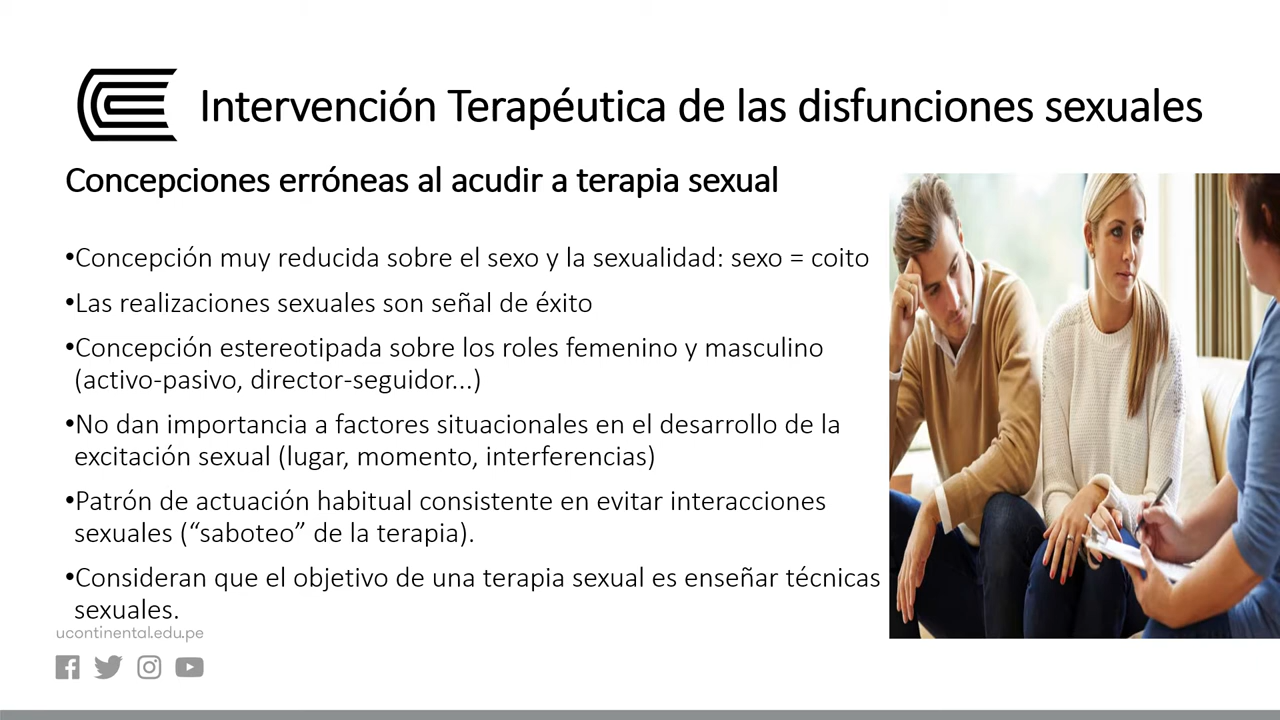 Intervención Terapéutica de las disfunciones sexuales
Concepciones erróneas al acudir a terapia sexual
•Concepción muy reducida sobre el sexo y la sexualidad: sexo = coito
•Las realizaciones sexuales son señal de éxito
•Concepción estereotipada sobre los roles femenino y masculino
(activo-pasivo, director-seguidor...)
•No dan importancia a factores situacionales en el desarrollo de la
excitación sexual (lugar, momento, interferencias)
•Patrón de actuación habitual consistente en evitar interacciones
sexuales (“saboteo” de la terapia).
•Consideran que el objetivo de una terapia sexual es enseñar técnicas
sexuales.
ucontinental.edu.pe